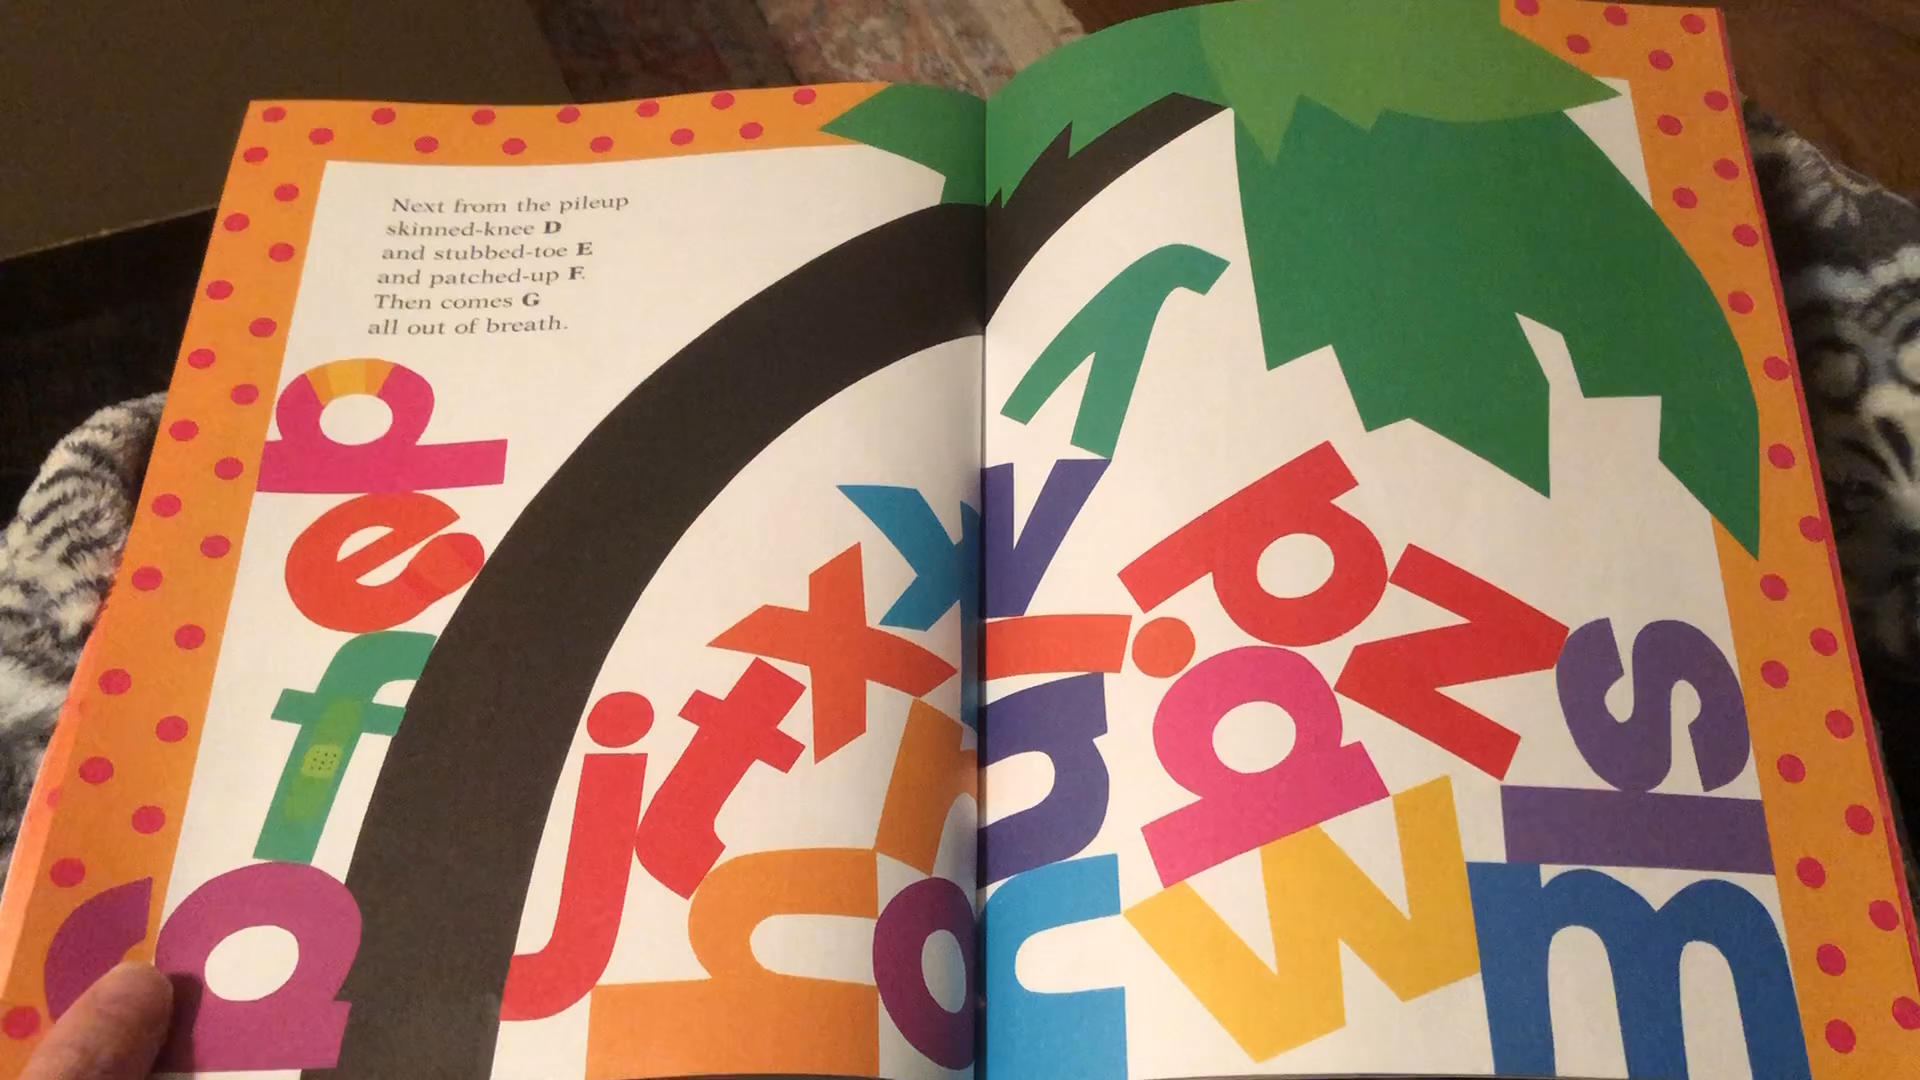 Next from the pileup
skinned-knee D
and stubbed-toe E
and patched-up F.
Then comes G
all out of breath.
d
e
f
g
j
t
x
k
r
h
o
y
v
i
u
n
p
q
z
w
s
l
m